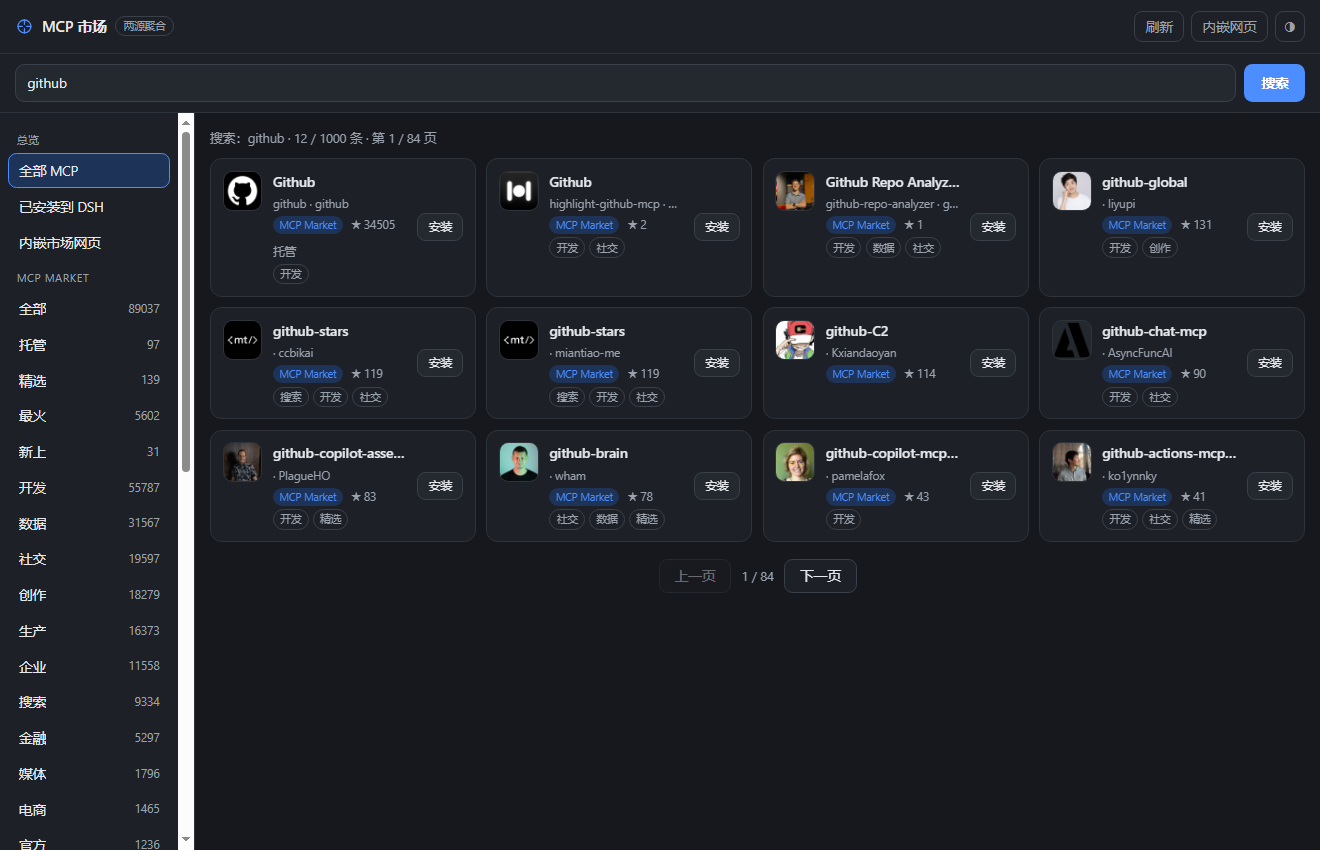 MCP 市场 两源聚合 刷新 内嵌网页
github 搜索
总览
全部 MCP
已安装到 DSH
内嵌市场网页
MCP MARKET
全部 89037
托管 97
精选 139
最火 5602
新上 31
开发 55787
数据 31567
社交 19597
创作 18279
生产 16373
企业 11558
搜索 9334
金融 5297
媒体 1796
电商 1465
官方 1236
搜索：github · 12 / 1000 条 · 第 1 / 84 页
Github
github · github
MCP Market ★ 34505
托管
开发
安装
Github
highlight-github-mcp · ...
MCP Market ★ 2
开发 社交
安装
Github Repo Analyz...
github-repo-analyzer · g...
MCP Market ★ 1
开发 数据 社交
安装
github-global
· liyupi
MCP Market ★ 131
开发 创作
安装
<mt/>
github-stars
· ccbikai
MCP Market ★ 119
搜索 开发 社交
安装
<mt/>
github-stars
· miantiao-me
MCP Market ★ 119
搜索 开发 社交
安装
github-C2
· Kxiandaoyan
MCP Market ★ 114
安装
github-chat-mcp
· AsyncFuncAI
MCP Market ★ 90
开发 社交
安装
github-copilot-asse...
· PlagueHO
MCP Market ★ 83
开发 精选
安装
github-brain
· wham
MCP Market ★ 78
社交 数据 精选
安装
github-copilot-mcp...
· pamelafox
MCP Market ★ 43
开发
安装
github-actions-mcp...
· ko1ynnky
MCP Market ★ 41
开发 社交 精选
安装
上一页 1 / 84 下一页